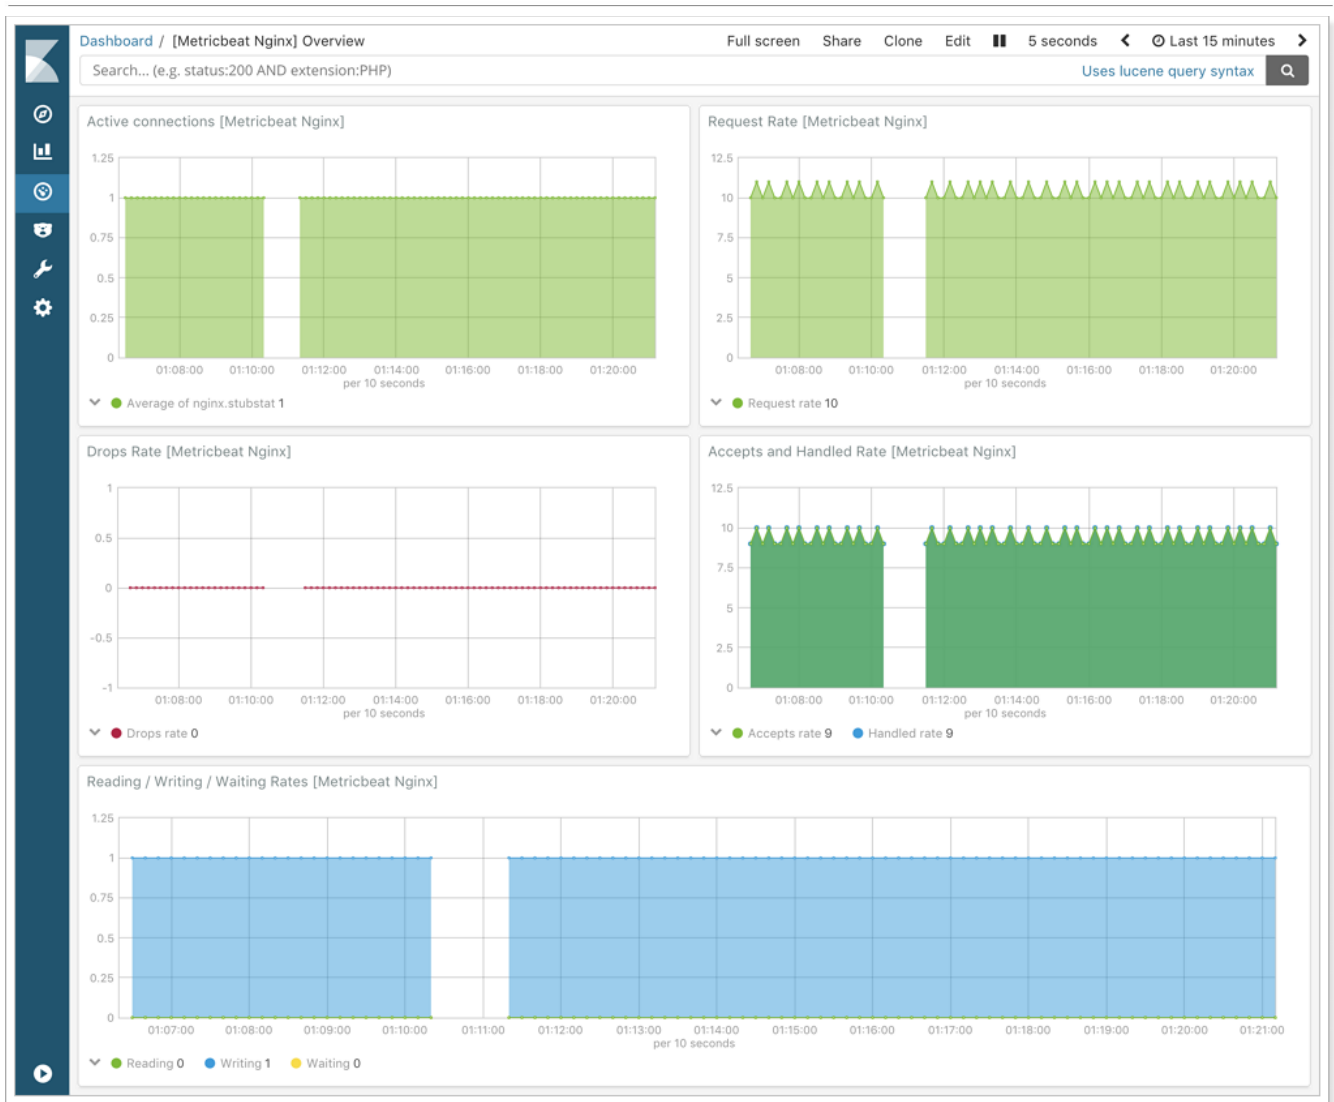 Dashboard / [Metricbeat Nginx] Overview
Full screen Share Clone Edit 5 seconds Last 15 minutes
Search... (e.g. status:200 AND extension:PHP)
Uses lucene query syntax
Active connections [Metricbeat Nginx]
1.25
1
0.75
0.5
0.25
0
01:08:00 01:10:00 01:12:00 01:14:00 01:16:00 01:18:00 01:20:00
per 10 seconds
Average of nginx.stubstat 1
Request Rate [Metricbeat Nginx]
12.5
10
7.5
5
2.5
0
01:08:00 01:10:00 01:12:00 01:14:00 01:16:00 01:18:00 01:20:00
per 10 seconds
Request rate 10
Drops Rate [Metricbeat Nginx]
1
0.5
0
-0.5
-1
01:08:00 01:10:00 01:12:00 01:14:00 01:16:00 01:18:00 01:20:00
per 10 seconds
Drops rate 0
Accepts and Handled Rate [Metricbeat Nginx]
12.5
10
7.5
5
2.5
0
01:08:00 01:10:00 01:12:00 01:14:00 01:16:00 01:18:00 01:20:00
per 10 seconds
Accepts rate 9 Handled rate 9
Reading / Writing / Waiting Rates [Metricbeat Nginx]
1.25
1
0.75
0.5
0.25
0
01:07:00 01:08:00 01:09:00 01:10:00 01:11:00 01:12:00 01:13:00 01:14:00 01:15:00 01:16:00 01:17:00 01:18:00 01:19:00 01:20:00 01:21:00
per 10 seconds
Reading 0 Writing 1 Waiting 0